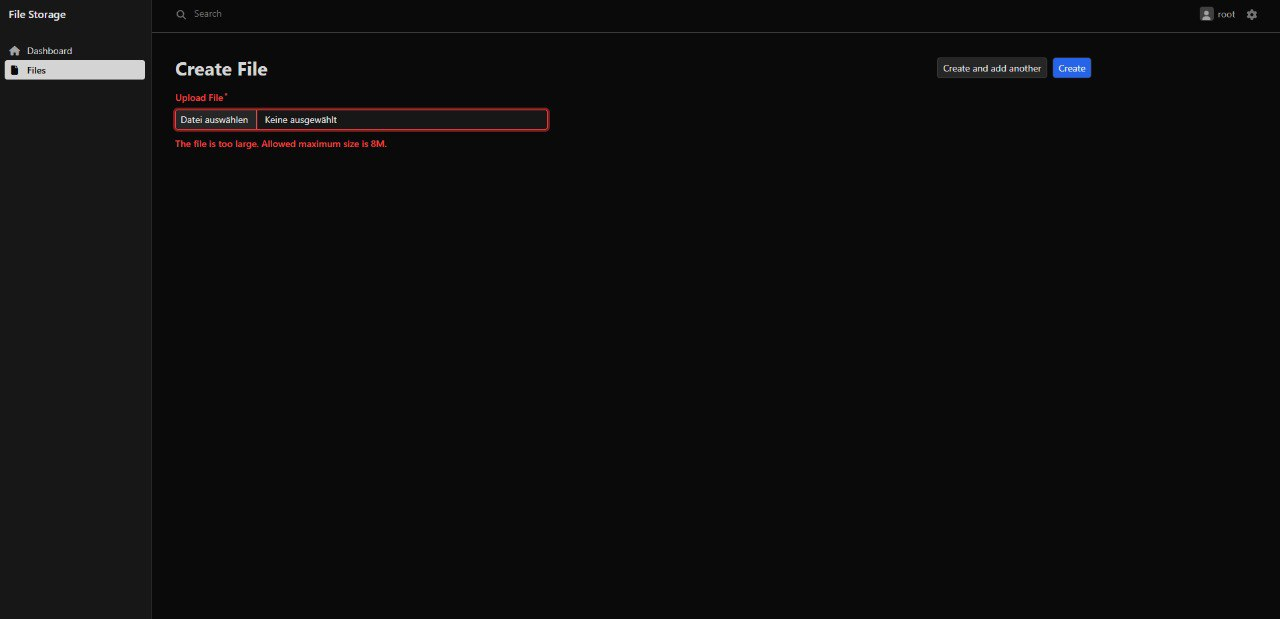 File Storage
Search
root
Dashboard
Files
Create File
Create and add another
Create
Upload File*
Datei auswählen
Keine ausgewählt
The file is too large. Allowed maximum size is 8M.